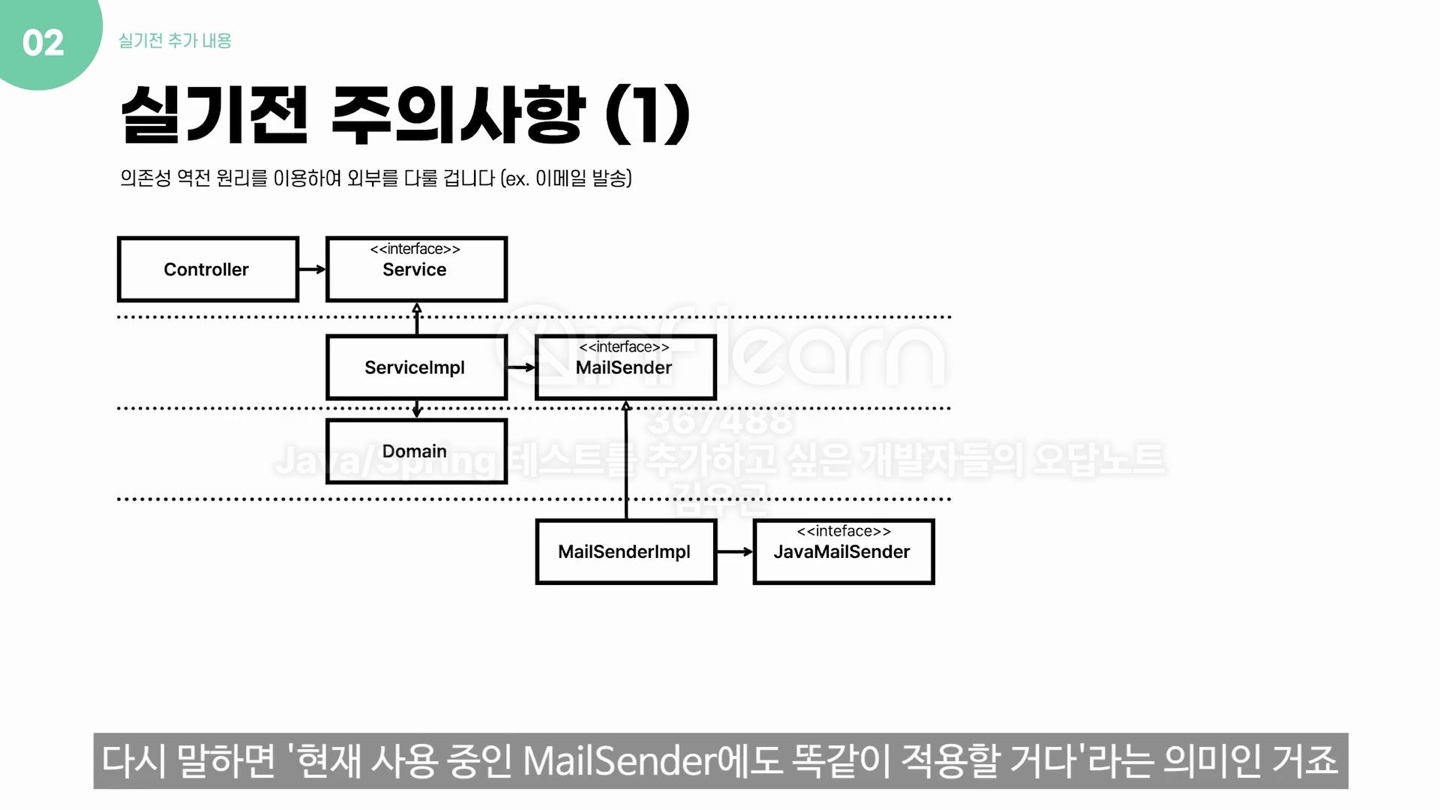 02
실기전 추가 내용
실기전 주의사항 (1)
의존성 역전 원리를 이용하여 외부를 다룰 겁니다 (ex. 이메일 발송)
Controller
<<interface>>
Service
ServiceImpl
<<interface>>
MailSender
inflearn
367488
Java/Spring 테스트를 추가하고 싶은 개발자들의 오답노트
김우근
Domain
MailSenderImpl
<<inteface>>
JavaMailSender
다시 말하면 '현재 사용 중인 MailSender에도 똑같이 적용할 거다'라는 의미인 거죠